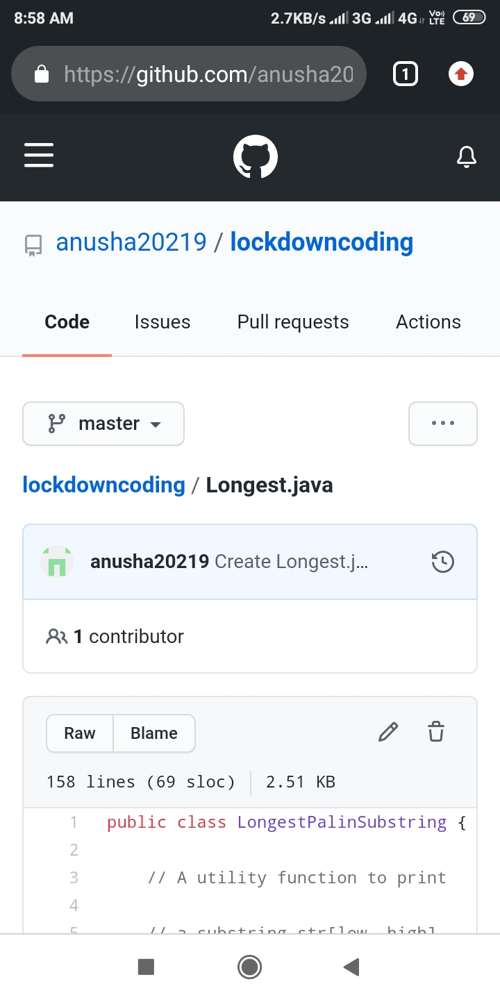 8:58 AM 2.7KB/s 3G 4G Vo) LTE 69
https://github.com/anusha20 1
anusha20219 / lockdowncoding
Code Issues Pull requests Actions
master ...
lockdowncoding / Longest.java
anusha20219 Create Longest.j...
1 contributor
Raw Blame
158 lines (69 sloc) 2.51 KB
1 public class LongestPalinSubstring {
2
3 // A utility function to print
4
5 // a substring str[low..high]